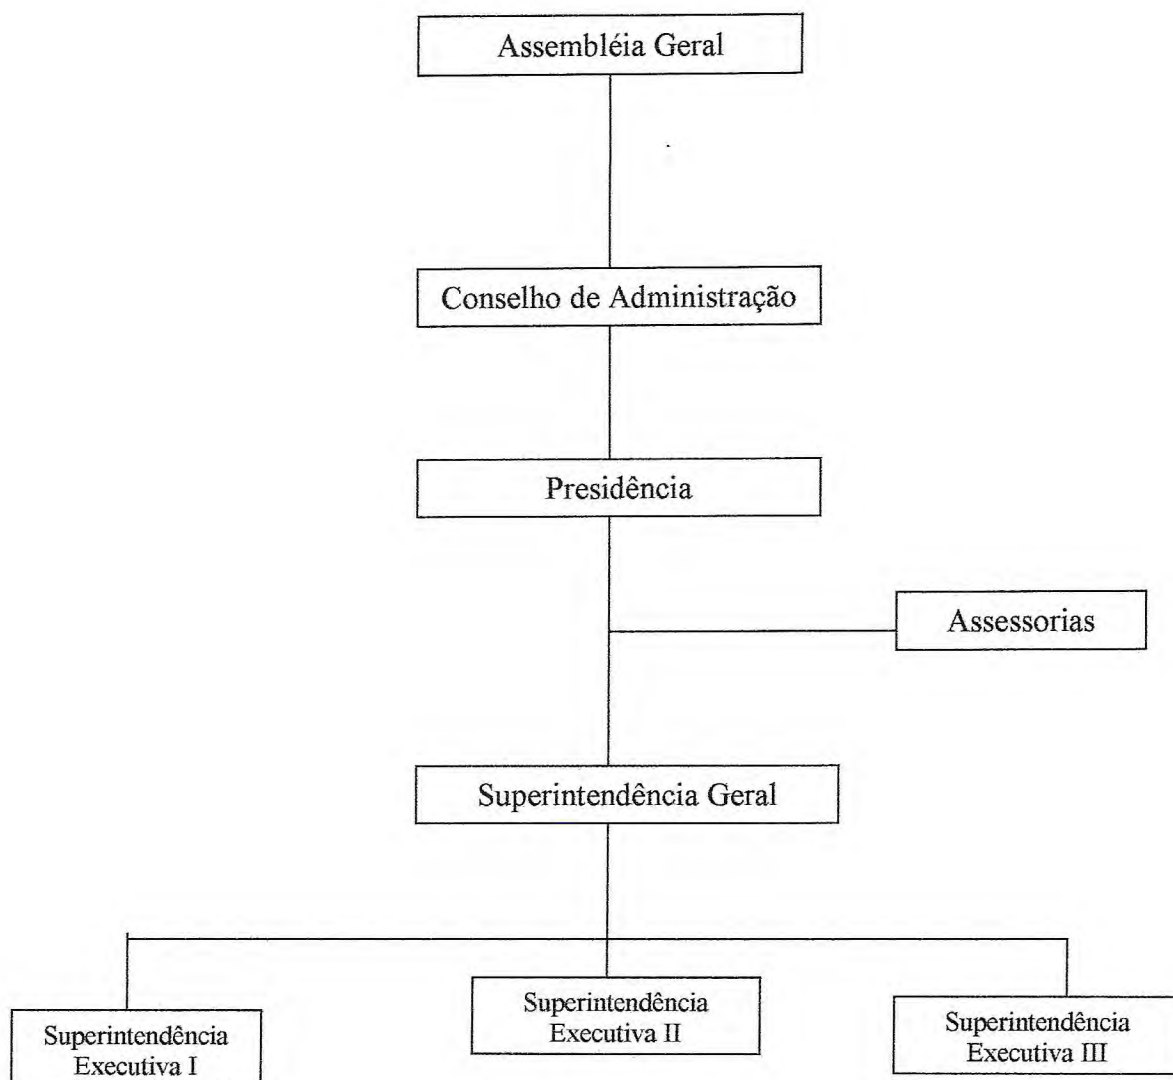 Assembléia Geral
Conselho de Administração
Presidência
Assessorias
Superintendência Geral
Superintendência
Executiva I
Superintendência
Executiva II
Superintendência
Executiva III